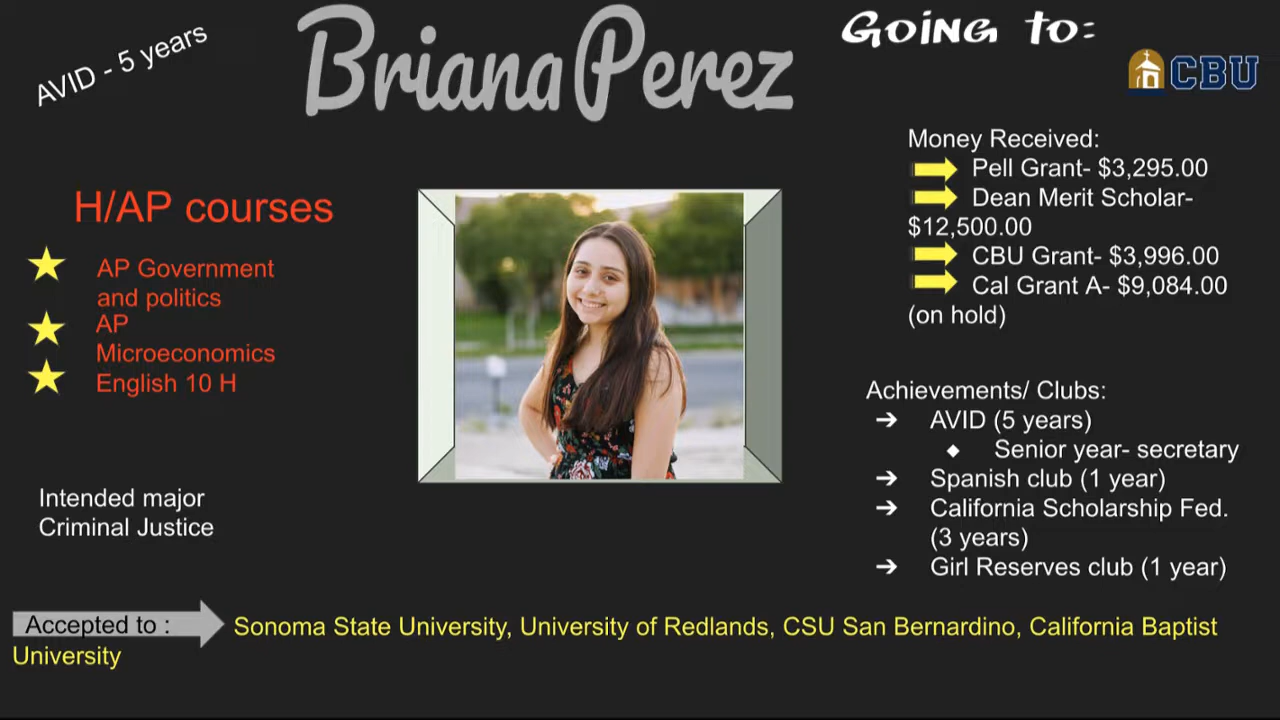 AVID - 5 years
Briana Perez
Going to:
CBU
H/AP courses
AP Government
and politics
AP
Microeconomics
English 10 H
Intended major
Criminal Justice
Money Received:
Pell Grant- $3,295.00
Dean Merit Scholar-
$12,500.00
CBU Grant- $3,996.00
Cal Grant A- $9,084.00
(on hold)
Achievements/ Clubs:
➔ AVID (5 years)
◆ Senior year- secretary
➔ Spanish club (1 year)
➔ California Scholarship Fed.
(3 years)
➔ Girl Reserves club (1 year)
Accepted to : Sonoma State University, University of Redlands, CSU San Bernardino, California Baptist
University